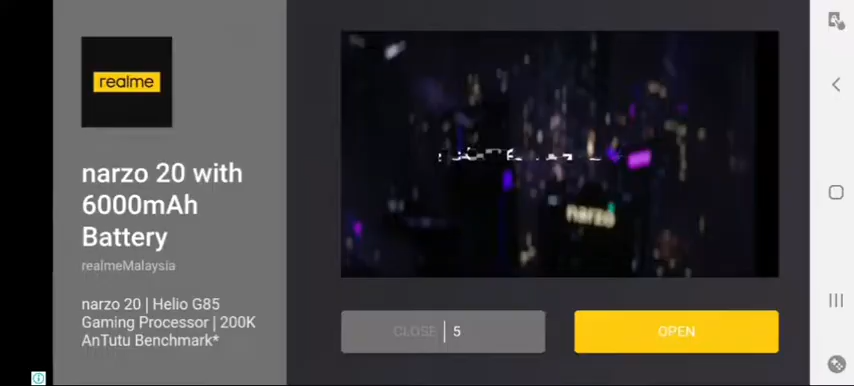 realme
narzo 20 with
6000mAh
Battery
realmeMalaysia
narzo 20 | Helio G85
Gaming Processor | 200K
AnTutu Benchmark*
narzo
CLOSE 5
OPEN